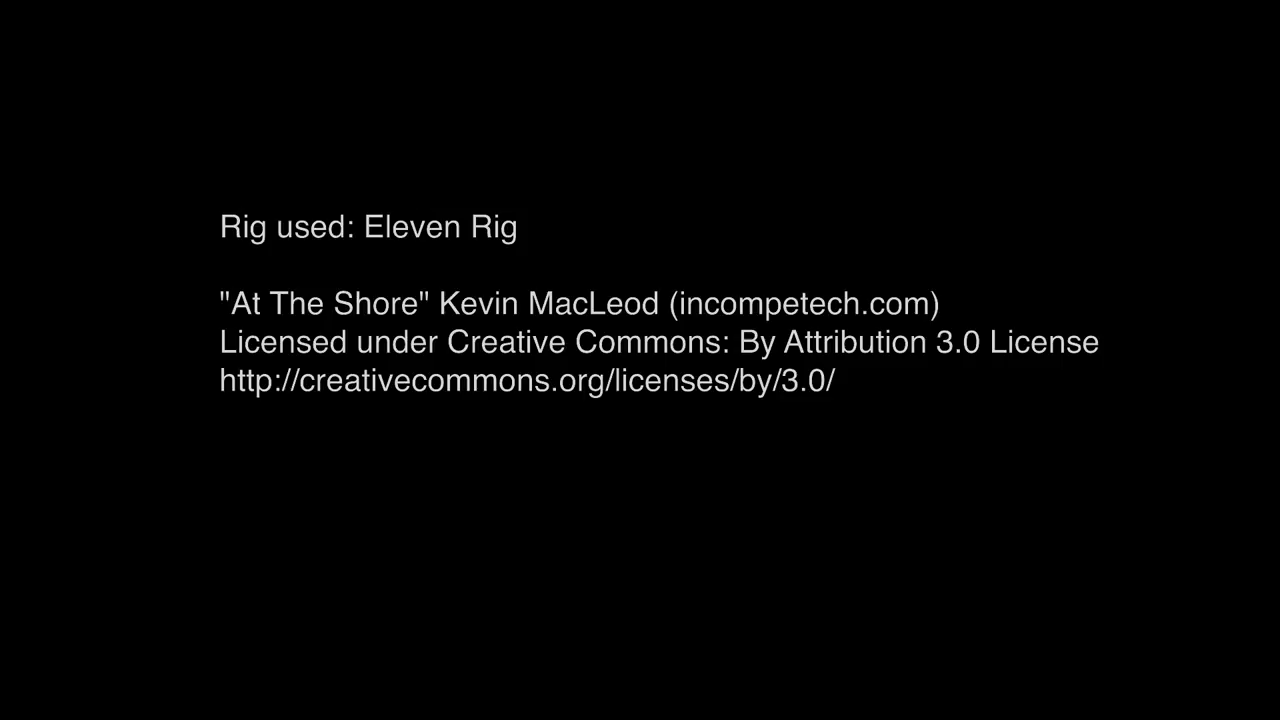 Rig used: Eleven Rig
"At The Shore" Kevin MacLeod (incompetech.com)
Licensed under Creative Commons: By Attribution 3.0 License
http://creativecommons.org/licenses/by/3.0/